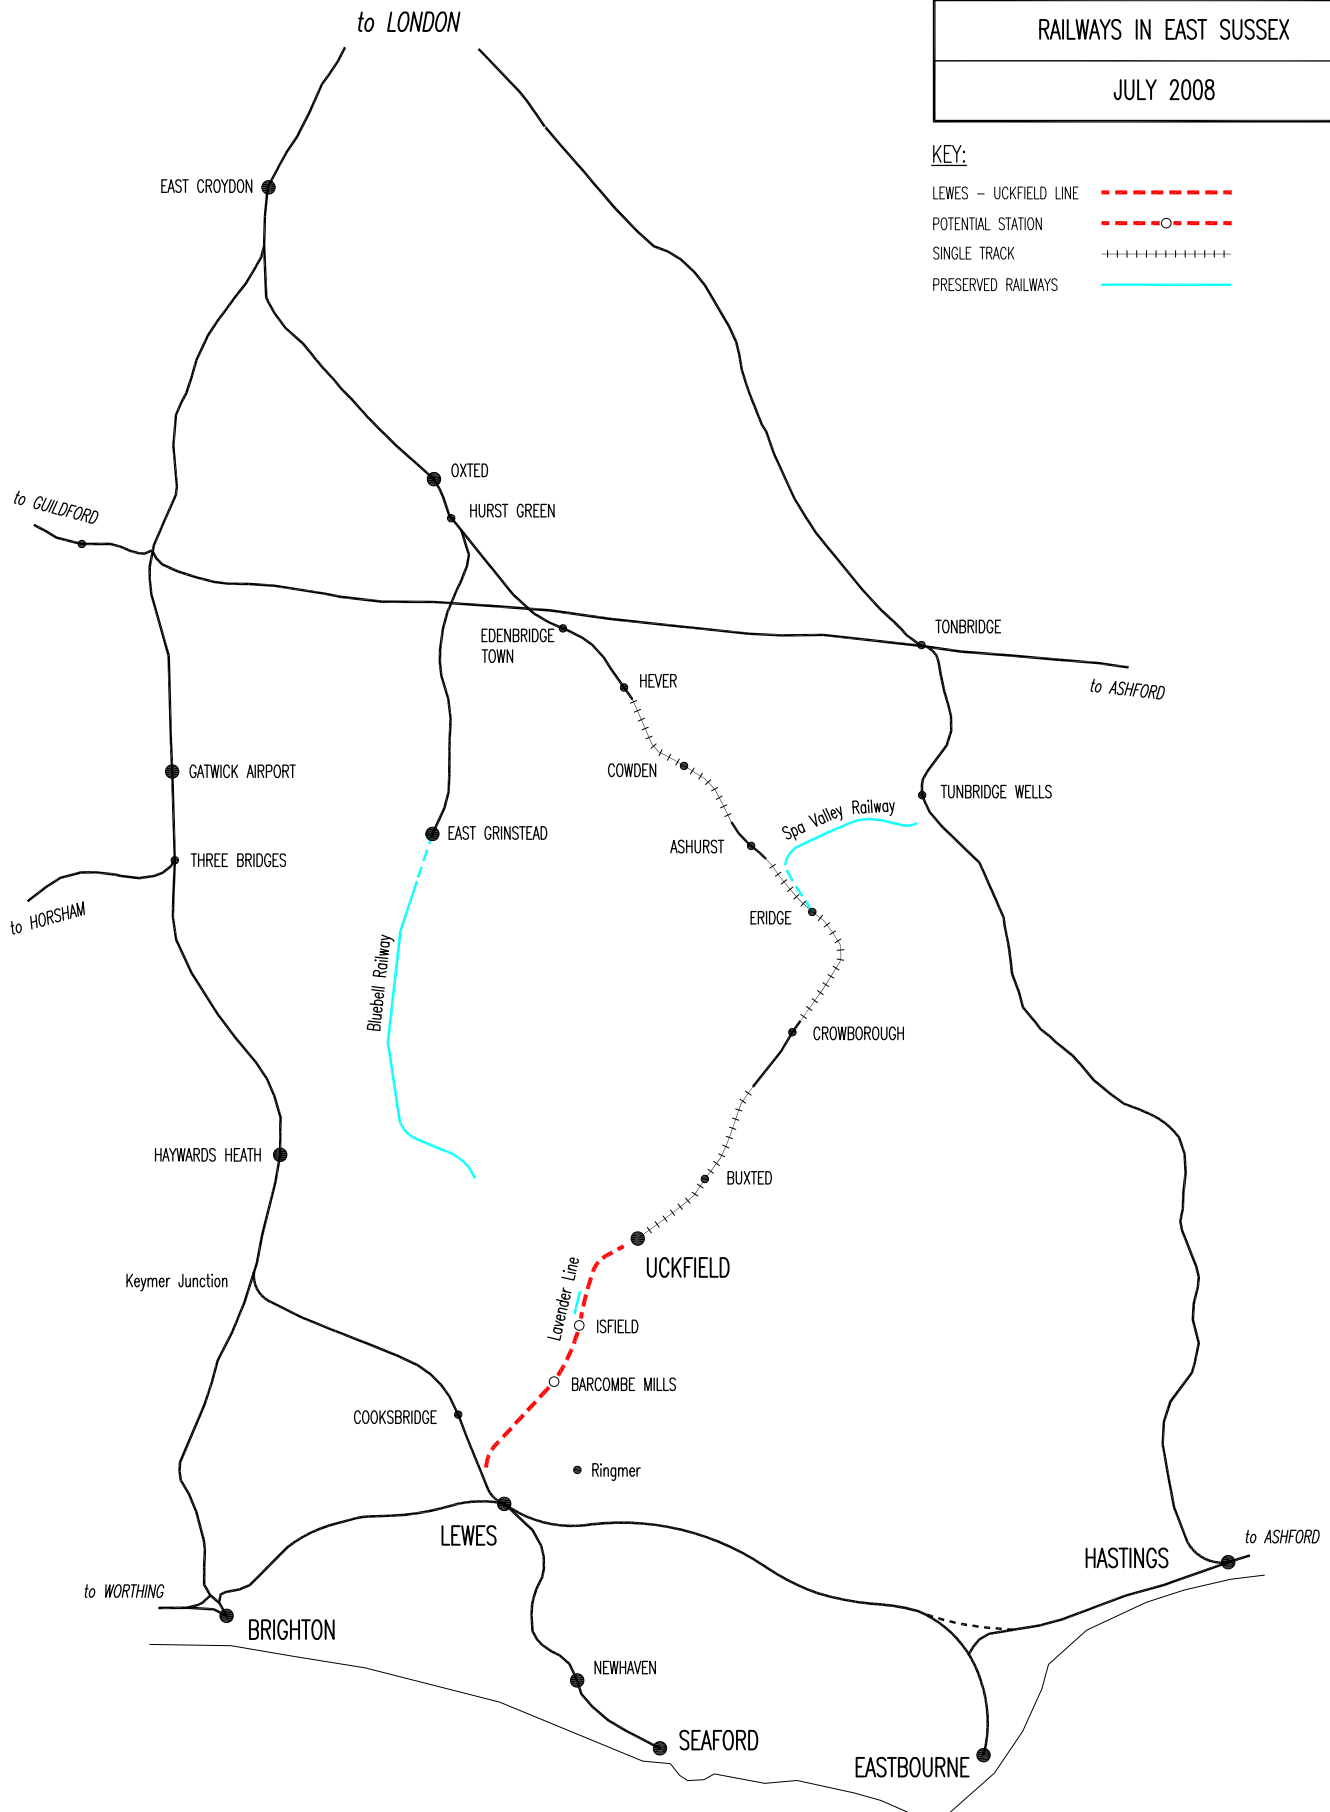 to LONDON
RAILWAYS IN EAST SUSSEX
JULY 2008
KEY:
LEWES - UCKFIELD LINE
POTENTIAL STATION
SINGLE TRACK
PRESERVED RAILWAYS
EAST CROYDON
OXTED
HURST GREEN
to GUILDFORD
EDENBRIDGE
TOWN
TONBRIDGE
HEVER
to ASHFORD
GATWICK AIRPORT
COWDEN
TUNBRIDGE WELLS
Spa Valley Railway
EAST GRINSTEAD
ASHURST
THREE BRIDGES
to HORSHAM
ERIDGE
Bluebell Railway
CROWBOROUGH
HAYWARDS HEATH
BUXTED
UCKFIELD
Keymer Junction
Lavender Line
ISFIELD
BARCOMBE MILLS
COOKSBRIDGE
Ringmer
LEWES
to ASHFORD
HASTINGS
to WORTHING
BRIGHTON
NEWHAVEN
SEAFORD
EASTBOURNE